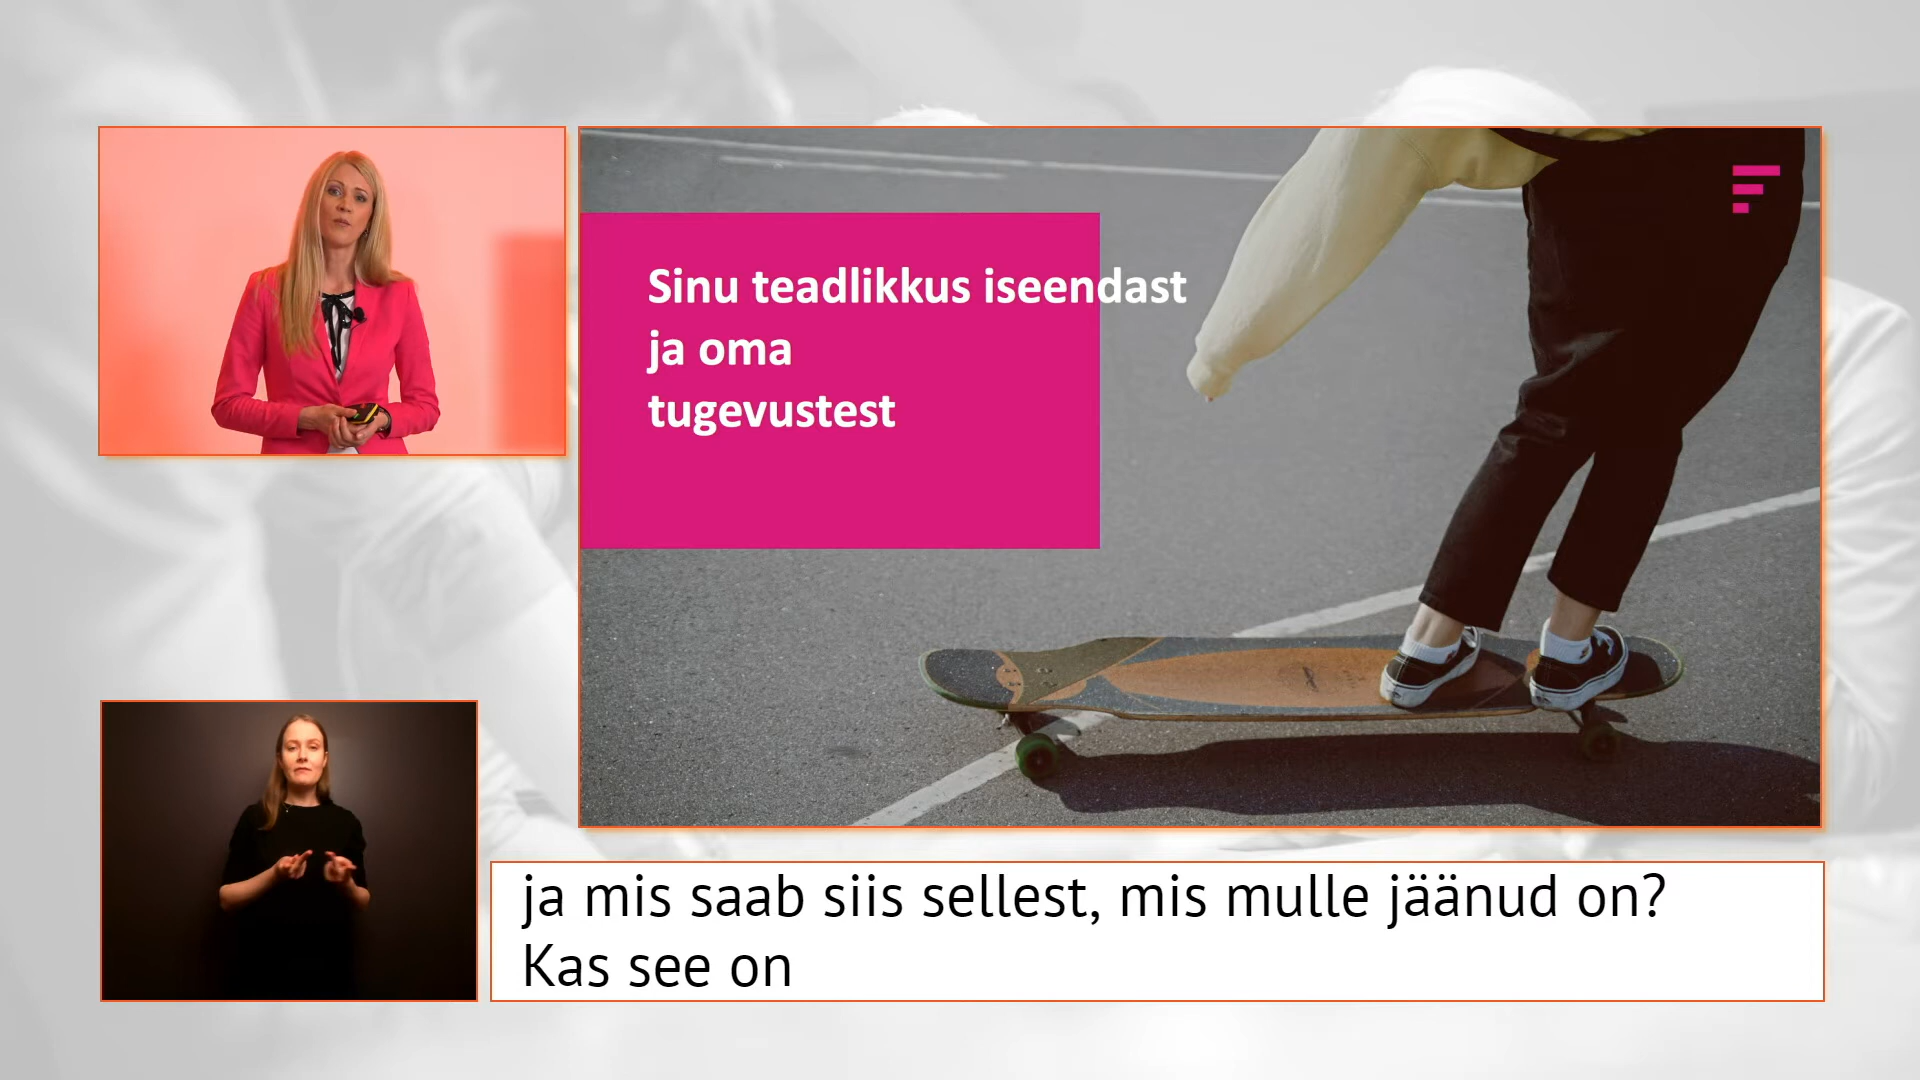 Sinu teadlikkus iseendast
ja oma
tugevustest
ja mis saab siis sellest, mis mulle jäänud on?
Kas see on